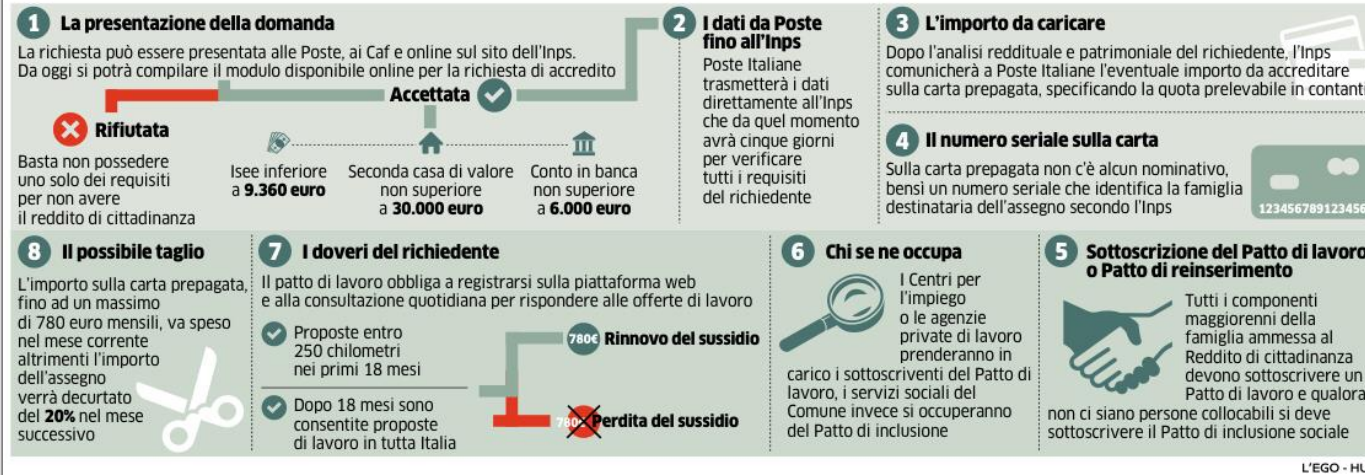 1 La presentazione della domanda
La richiesta può essere presentata alle Poste, ai Caf e online sul sito dell'Inps.
Da oggi si potrà compilare il modulo disponibile online per la richiesta di accredito
Accettata
Rifiutata
Basta non possedere
uno solo dei requisiti
per non avere
il reddito di cittadinanza
Isee inferiore
a 9.360 euro
Seconda casa di valore
non superiore
a 30.000 euro
Conto in banca
non superiore
a 6.000 euro
2 I dati da Poste
fino all'Inps
Poste Italiane
trasmetterà i dati
direttamente all'Inps
che da quel momento
avrà cinque giorni
per verificare
tutti i requisiti
del richiedente
3 L'importo da caricare
Dopo l'analisi reddituale e patrimoniale del richiedente, l'Inps
comunicherà a Poste Italiane l'eventuale importo da accreditare
sulla carta prepagata, specificando la quota prelevabile in contanti
4 Il numero seriale sulla carta
Sulla carta prepagata non c'è alcun nominativo,
bensì un numero seriale che identifica la famiglia
destinataria dell'assegno secondo l'Inps
123456789123456
5 Sottoscrizione del Patto di lavoro
o Patto di reinserimento
Tutti i componenti
maggiorenni della
famiglia ammessa al
Reddito di cittadinanza
devono sottoscrivere un
Patto di lavoro e qualora
non ci siano persone collocabili si deve
sottoscrivere il Patto di inclusione sociale
6 Chi se ne occupa
I Centri per
l'impiego
o le agenzie
private di lavoro
prenderanno in
carico i sottoscriventi del Patto di
lavoro, i servizi sociali del
Comune invece si occuperanno
del Patto di inclusione
7 I doveri del richiedente
Il patto di lavoro obbliga a registrarsi sulla piattaforma web
e alla consultazione quotidiana per rispondere alle offerte di lavoro
Proposte entro
250 chilometri
nei primi 18 mesi
Dopo 18 mesi sono
consentite proposte
di lavoro in tutta Italia
780€ Rinnovo del sussidio
780€ Perdita del sussidio
8 Il possibile taglio
L'importo sulla carta prepagata,
fino ad un massimo
di 780 euro mensili, va speso
nel mese corrente
altrimenti l'importo
dell'assegno
verrà decurtato
del 20% nel mese
successivo
L'EGO - HU